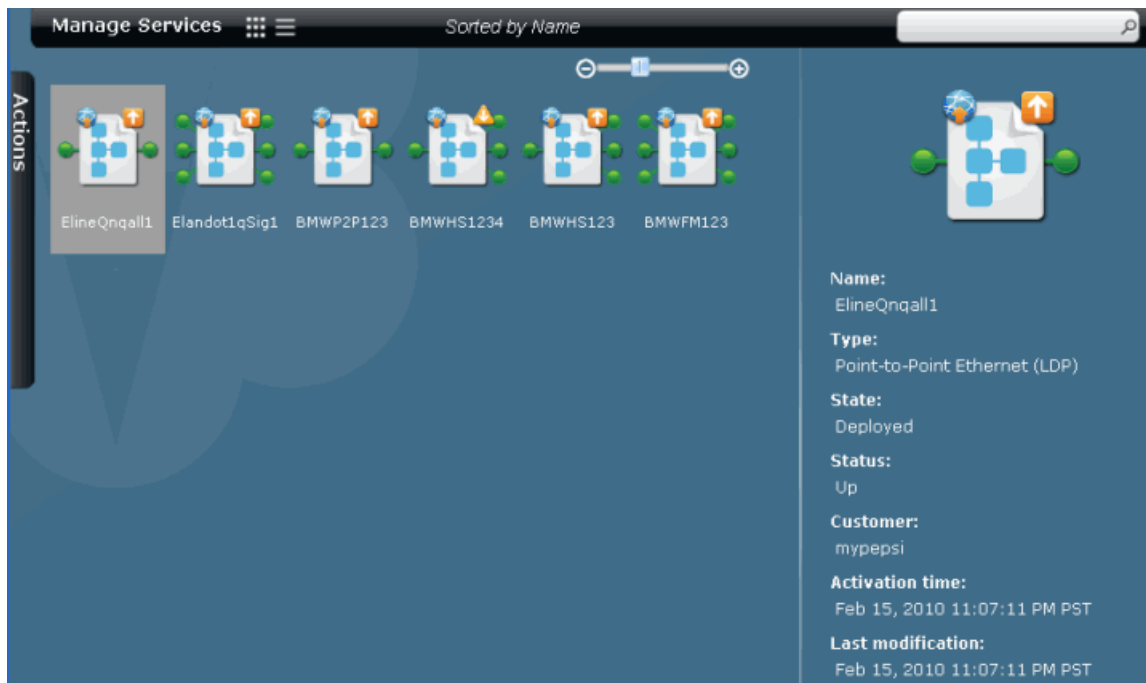 Manage Services
Sorted by Name
Actions
ElineQnqall1
Elandot1qSig1
BMWP2P123
BMWHS1234
BMWHS123
BMWFM123
Name:
ElineQnqall1
Type:
Point-to-Point Ethernet (LDP)
State:
Deployed
Status:
Up
Customer:
mypepsi
Activation time:
Feb 15, 2010 11:07:11 PM PST
Last modification:
Feb 15, 2010 11:07:11 PM PST